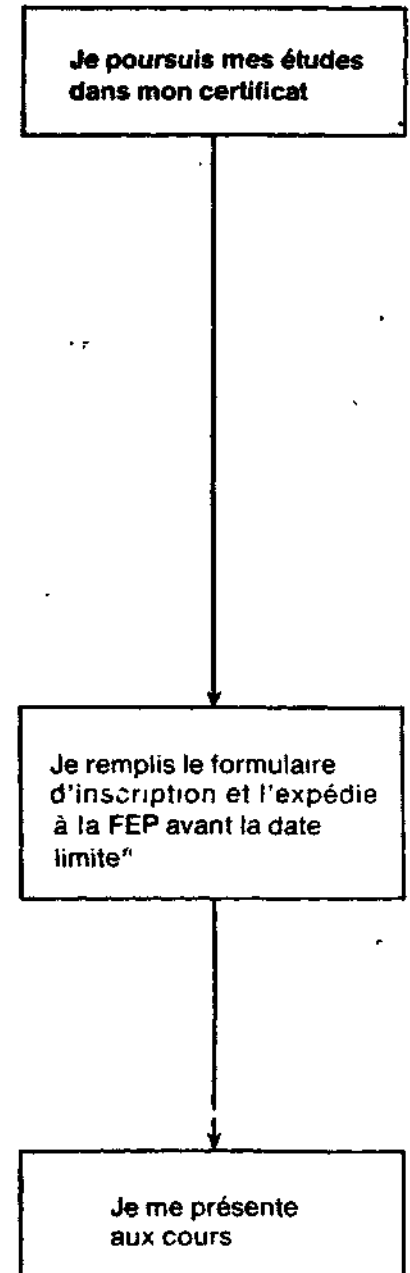 Je poursuis mes études
dans mon certificat
Je remplis le formulaire
d'inscription et l'expédie
à la FEP avant la date
limite
Je me présente
aux cours